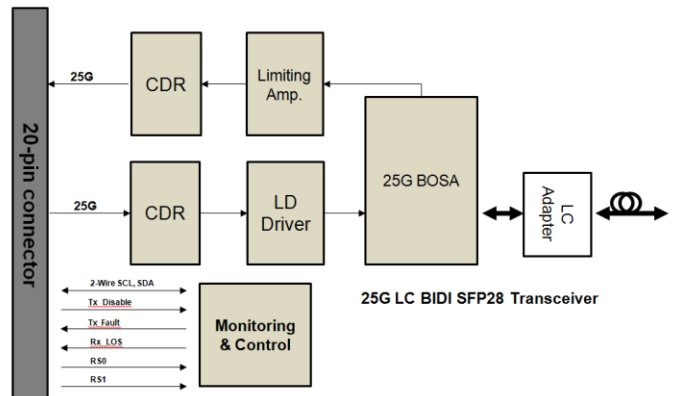 20-pin connector
25G
CDR
Limiting
Amp.
25G BOSA
25G
CDR
LD
Driver
LC
Adapter
2-Wire SCL, SDA
Tx_Disable
Tx_Fault
Rx_LOS
RS0
RS1
Monitoring
& Control
25G LC BIDI SFP28 Transceiver